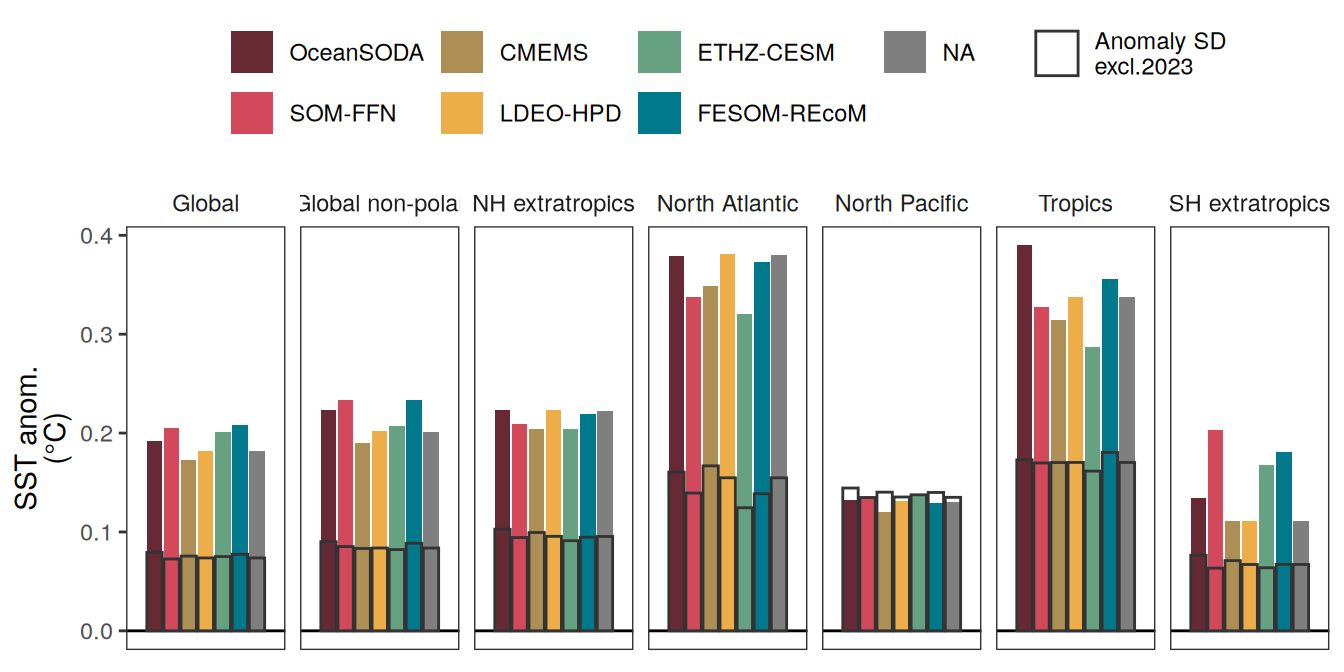 OceanSODA
CMEMS
ETHZ-CESM
NA
Anomaly SD
excl.2023
SOM-FFN
LDEO-HPD
FESOM-REcoM
Global
Global non-polar
NH extratropics
North Atlantic
North Pacific
Tropics
SH extratropics
SST anom.
(°C)
0.4
0.3
0.2
0.1
0.0